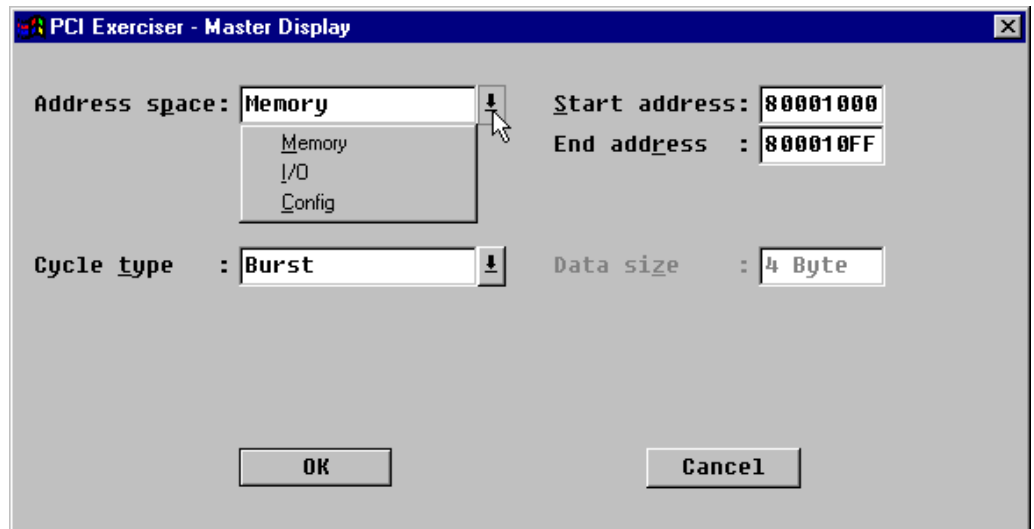 PCI Exerciser - Master Display
Address space: Memory
Start address: 80001000
Memory
End address : 800010FF
I/O
Config
Cycle type : Burst
Data size : 4 Byte
OK
Cancel